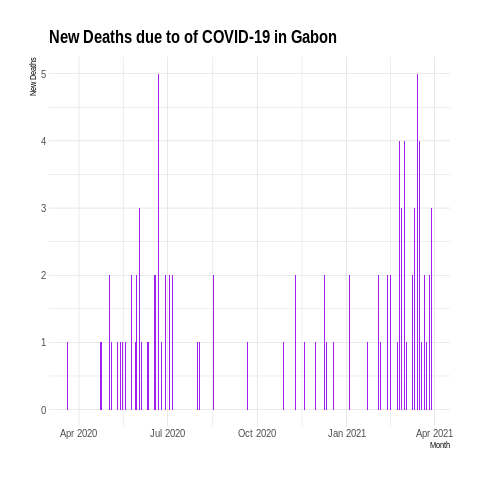 New Deaths due to of COVID-19 in Gabon
New Deaths
5
4
3
2
1
0
Apr 2020 Jul 2020 Oct 2020 Jan 2021 Apr 2021
Month